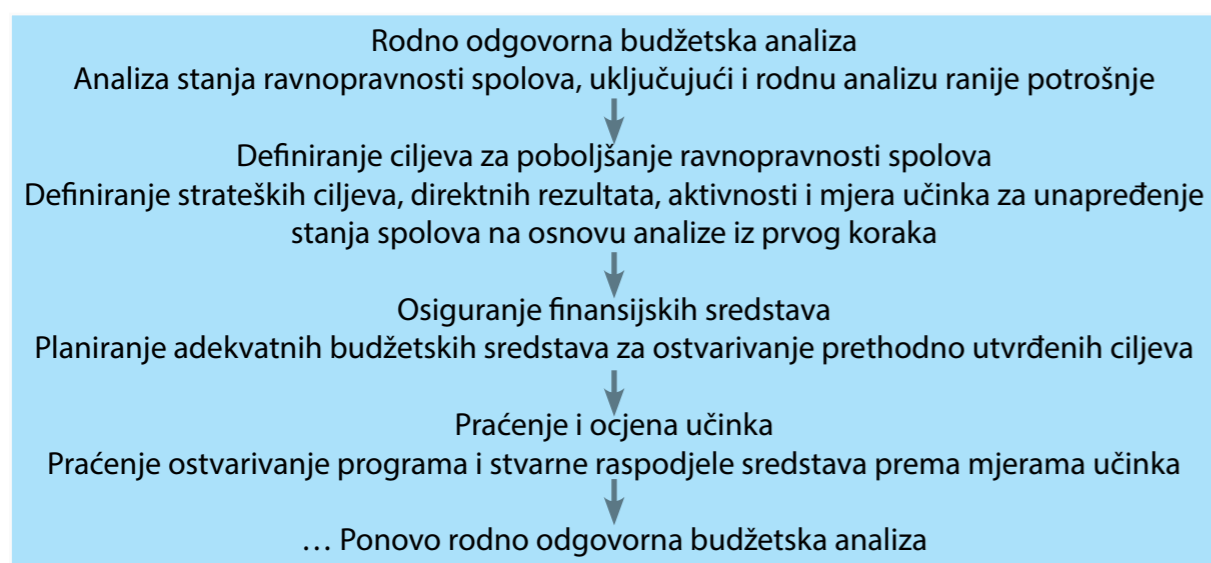 Rodno odgovorna budžetska analiza
Analiza stanja ravnopravnosti spolova, uključujući i rodnu analizu ranije potrošnje
Definiranje ciljeva za poboljšanje ravnopravnosti spolova
Definiranje strateških ciljeva, direktnih rezultata, aktivnosti i mjera učinka za unapređenje
stanja spolova na osnovu analize iz prvog koraka
Osiguranje finansijskih sredstava
Planiranje adekvatnih budžetskih sredstava za ostvarivanje prethodno utvrđenih ciljeva
Praćenje i ocjena učinka
Praćenje ostvarivanje programa i stvarne raspodjele sredstava prema mjerama učinka
… Ponovo rodno odgovorna budžetska analiza